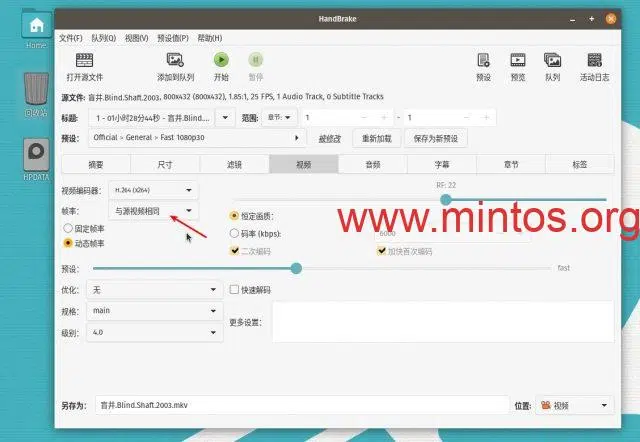 HandBrake
Home
回收站
HPDATA
文件(F) 队列(Q) 视图(V) 预设值(P) 帮助(H)
打开源文件 添加到队列 开始 暂停 预设 预览 队列 活动日志
源文件: 盲井.Blind.Shaft.2003, 800x432 (800x432), 1.85:1, 25 FPS, 1 Audio Track, 0 Subtitle Tracks
标题: 1 - 01小时28分44秒 - 盲井.Blind.... 范围: 章节: 1 - 1
预设: Official > General > Fast 1080p30 被修改 重新加载 保存为新预设
摘要 尺寸 滤镜 视频 音频 字幕 章节 标签
视频编码器: H.264 (x264) RF: 22
帧率: 与源视频相同 恒定画质:
固定帧率 码率 (kbps): 6000
动态帧率 二次编码 加快首次编码
www.mintos.org
预设: fast
优化: 无 快速解码
规格: main 更多设置:
级别: 4.0
另存为: 盲井.Blind.Shaft.2003.mkv 位置: 视频